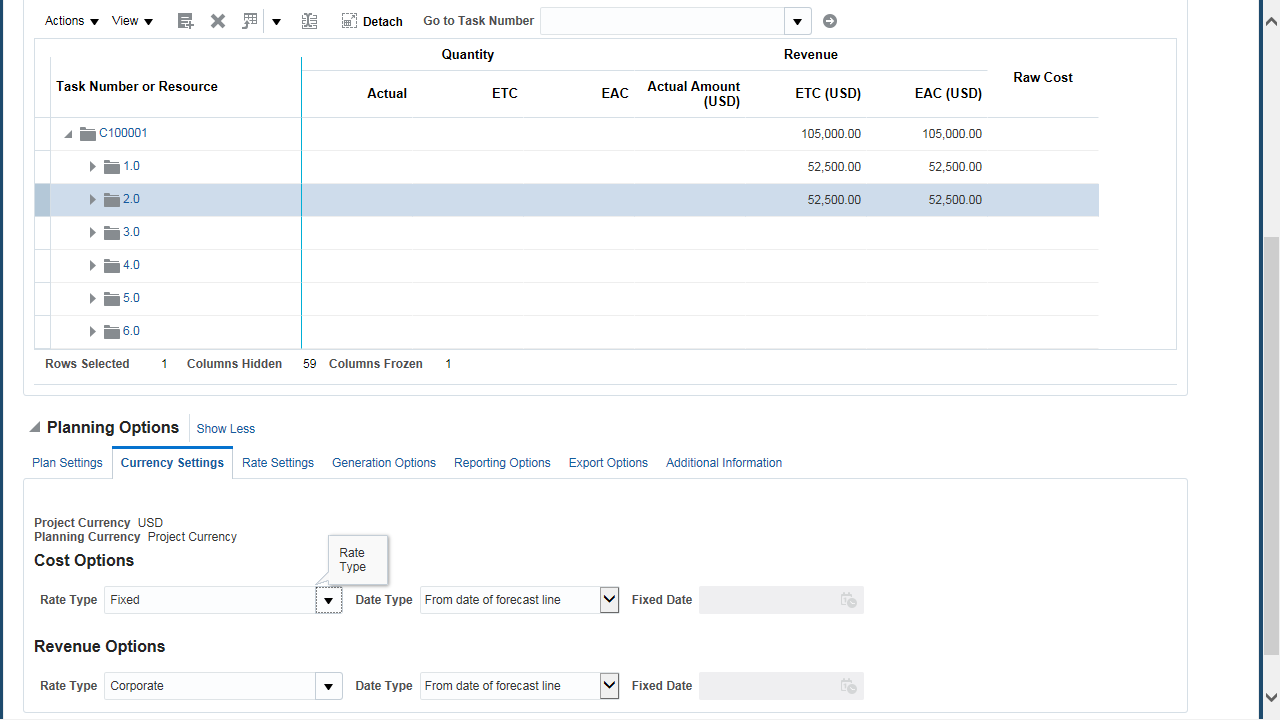 Actions View Detach Go to Task Number
Quantity Revenue
Task Number or Resource Actual ETC EAC Actual Amount (USD) ETC (USD) EAC (USD) Raw Cost
C100001 105,000.00 105,000.00
1.0 52,500.00 52,500.00
2.0 52,500.00 52,500.00
3.0
4.0
5.0
6.0
Rows Selected 1 Columns Hidden 59 Columns Frozen 1
Planning Options Show Less
Plan Settings Currency Settings Rate Settings Generation Options Reporting Options Export Options Additional Information
Project Currency USD
Planning Currency Project Currency
Rate
Type
Cost Options
Rate Type Fixed Date Type From date of forecast line Fixed Date
Revenue Options
Rate Type Corporate Date Type From date of forecast line Fixed Date